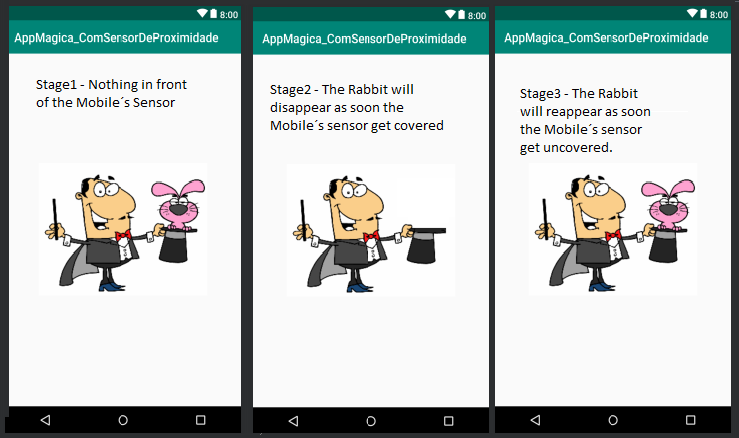 8:00
AppMagica_ComSensorDeProximidade
Stage1 - Nothing in front
of the Mobile´s Sensor
8:00
AppMagica_ComSensorDeProximidade
Stage2 - The Rabbit will
disappear as soon the
Mobile´s sensor get covered
8:00
AppMagica_ComSensorDeProximidade
Stage3 - The Rabbit
will reappear as soon
the Mobile´s sensor
get uncovered.